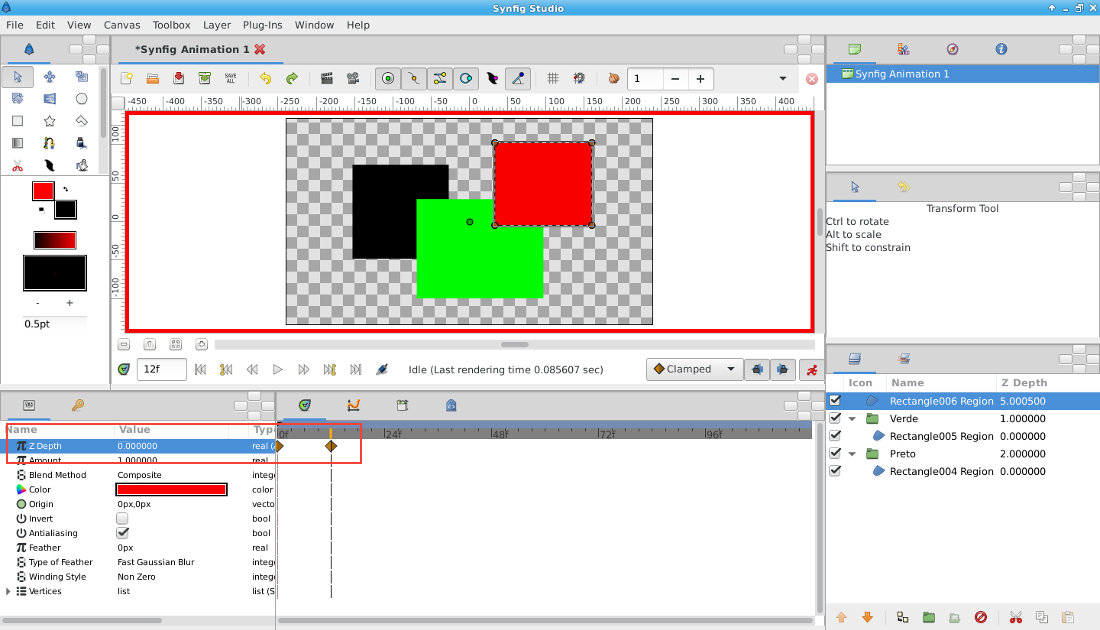 Synfig Studio
File Edit View Canvas Toolbox Layer Plug-Ins Window Help
*Synfig Animation 1
SAVE ALL
1
-450 -400 -350 -300 -250 -200 -150 -100 -50 0 50 100 150 200 250 300 350 400
100
50
0
-50
-100
- +
0.5pt
12f
Idle (Last rendering time 0.085607 sec)
Clamped
Synfig Animation 1
Transform Tool
Ctrl to rotate
Alt to scale
Shift to constrain
Icon Name Z Depth
Rectangle006 Region 5.000500
Verde 1.000000
Rectangle005 Region 0.000000
Preto 2.000000
Rectangle004 Region 0.000000
Name Value Type
0f 24f 48f 72f 96f
Z Depth 0.000000 real (
Amount 1.000000 real
Blend Method Composite integ
Color color
Origin 0px,0px vecto
Invert bool
Antialiasing bool
Feather 0px real
Type of Feather Fast Gaussian Blur integ
Winding Style Non Zero integ
Vertices list list (S